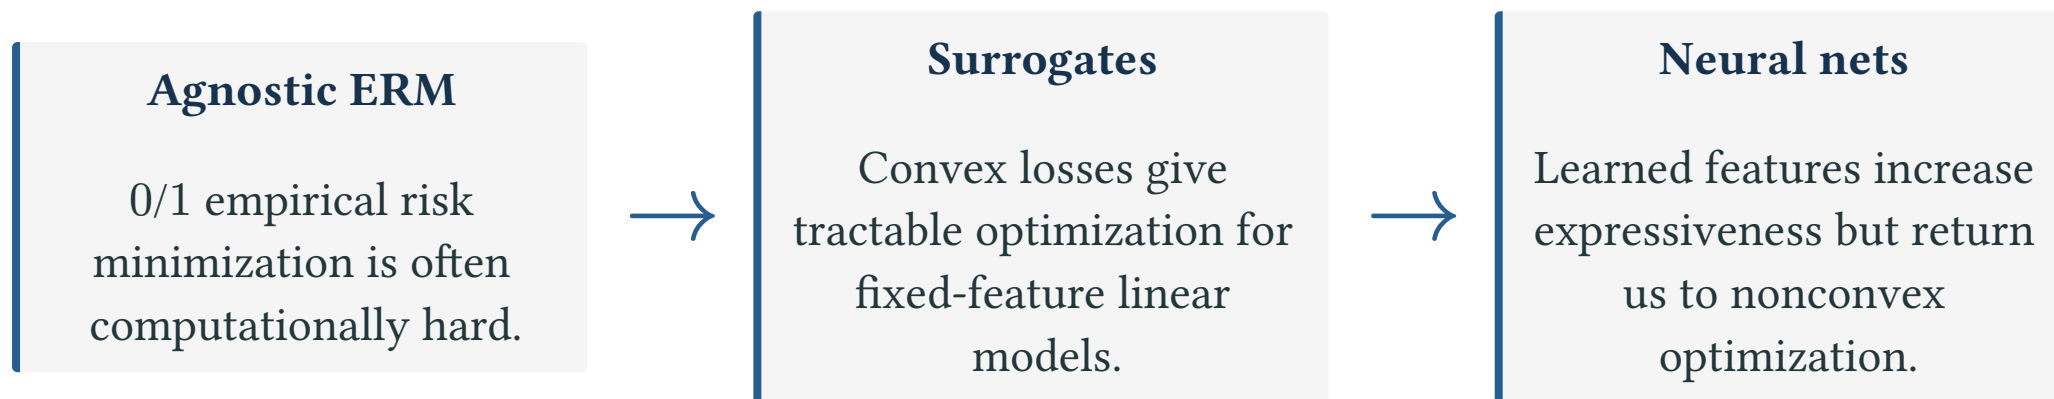 Agnostic ERM
0/1 empirical risk
minimization is often
computationally hard.
Surrogates
Convex losses give
tractable optimization for
fixed-feature linear
models.
Neural nets
Learned features increase
expressiveness but return
us to nonconvex
optimization.